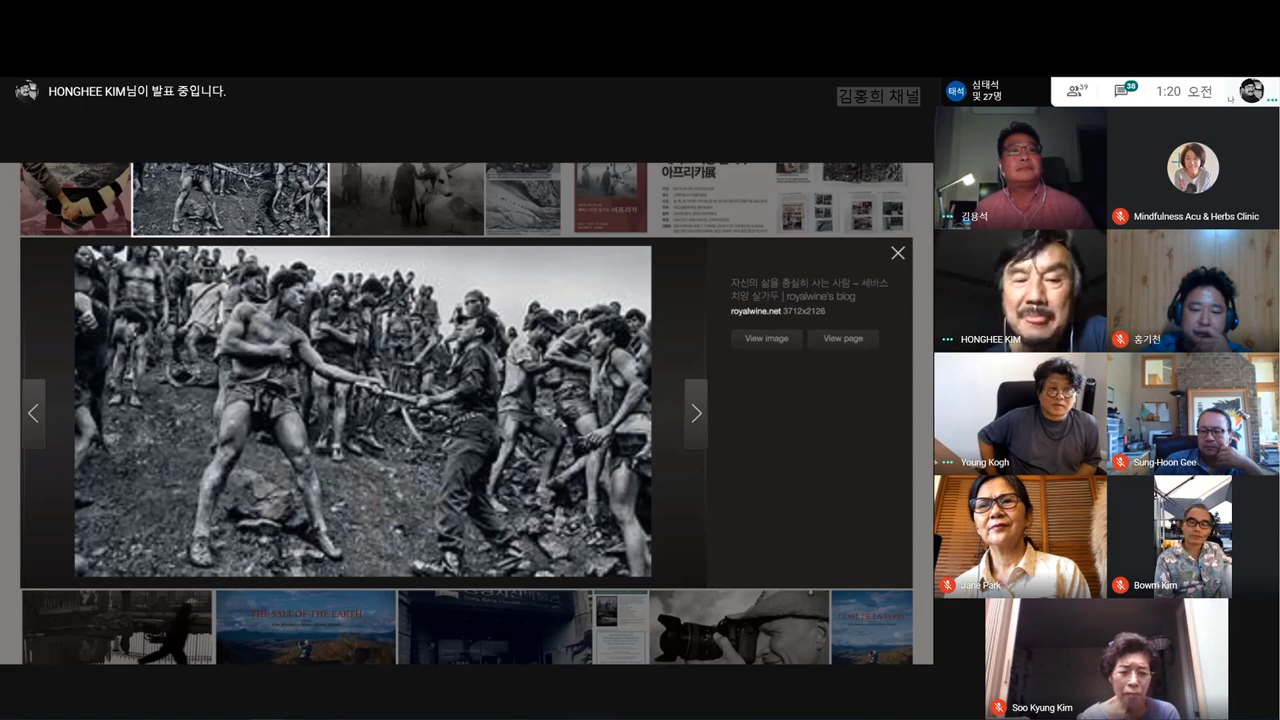 HONGHEE KIM님이 발표 중입니다.
김홍희 채널
태석
심태석
및 27명
39
38
1:20 오전
나
아프리카展
자신의 삶을 충실히 사는 사람 – 세바스
치앙 실가두 | royalwine's blog
royalwine.net 3712x2126
View image
View page
THE SALT OF THE EARTH
김용석
Mindfulness Acu & Herbs Clinic
HONGHEE KIM
홍기천
Young Kogh
Sung-Hoon Gee
Jane Park
Bowm Kim
Soo Kyung Kim